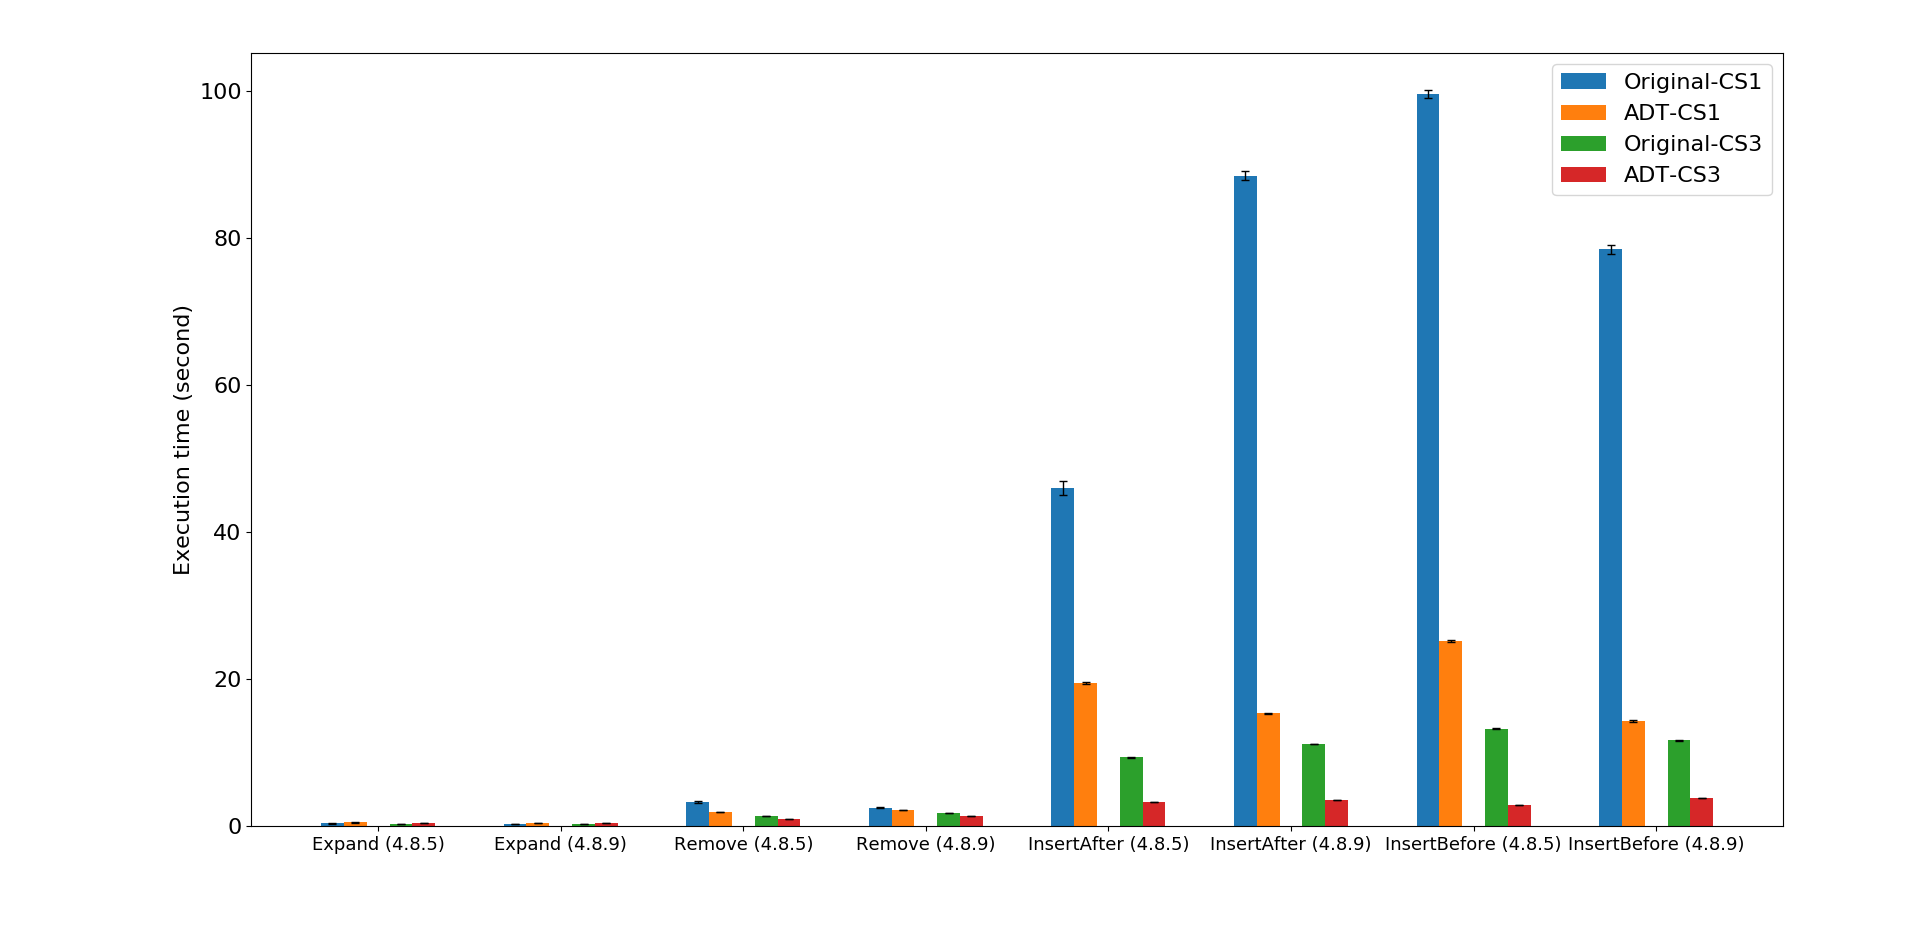 Original-CS1
ADT-CS1
Original-CS3
ADT-CS3
Execution time (second)
100
80
60
40
20
0
Expand (4.8.5)
Expand (4.8.9)
Remove (4.8.5)
Remove (4.8.9)
InsertAfter (4.8.5)
InsertAfter (4.8.9)
InsertBefore (4.8.5)
InsertBefore (4.8.9)